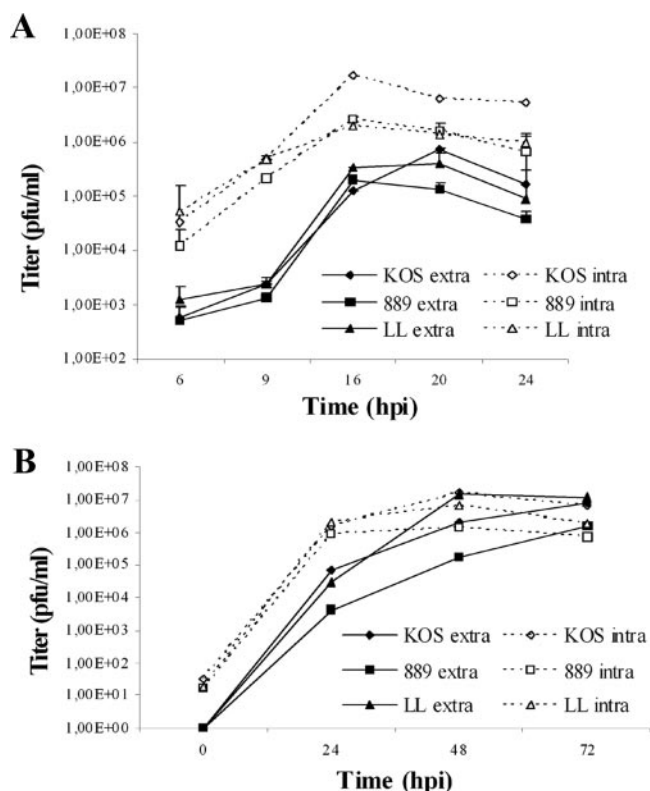 A
1,00E+08
1,00E+07
1,00E+06
1,00E+05
1,00E+04
1,00E+03
1,00E+02
Titer (pfu/ml)
KOS extra KOS intra
889 extra 889 intra
LL extra LL intra
6 9 16 20 24
Time (hpi)
B
1,00E+08
1,00E+07
1,00E+06
1,00E+05
1,00E+04
1,00E+03
1,00E+02
1,00E+01
1,00E+00
Titer (pfu/ml)
KOS extra KOS intra
889 extra 889 intra
LL extra LL intra
0 24 48 72
Time (hpi)